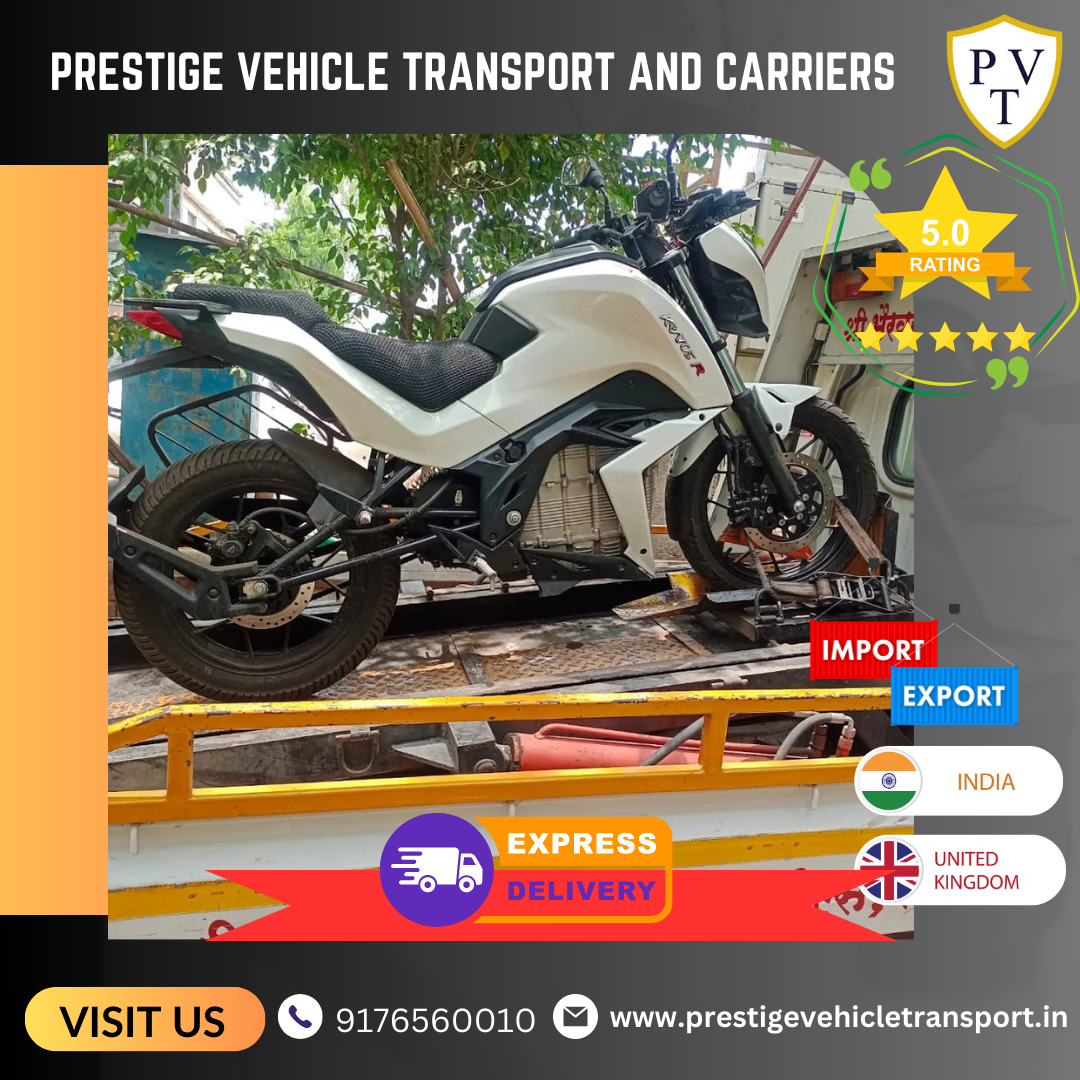 PRESTIGE VEHICLE TRANSPORT AND CARRIERS
P V
T
5.0
RATING
श्री
IMPORT
EXPORT
INDIA
UNITED
KINGDOM
EXPRESS
DELIVERY
VISIT US
9176560010
www.prestigevehicletransport.in